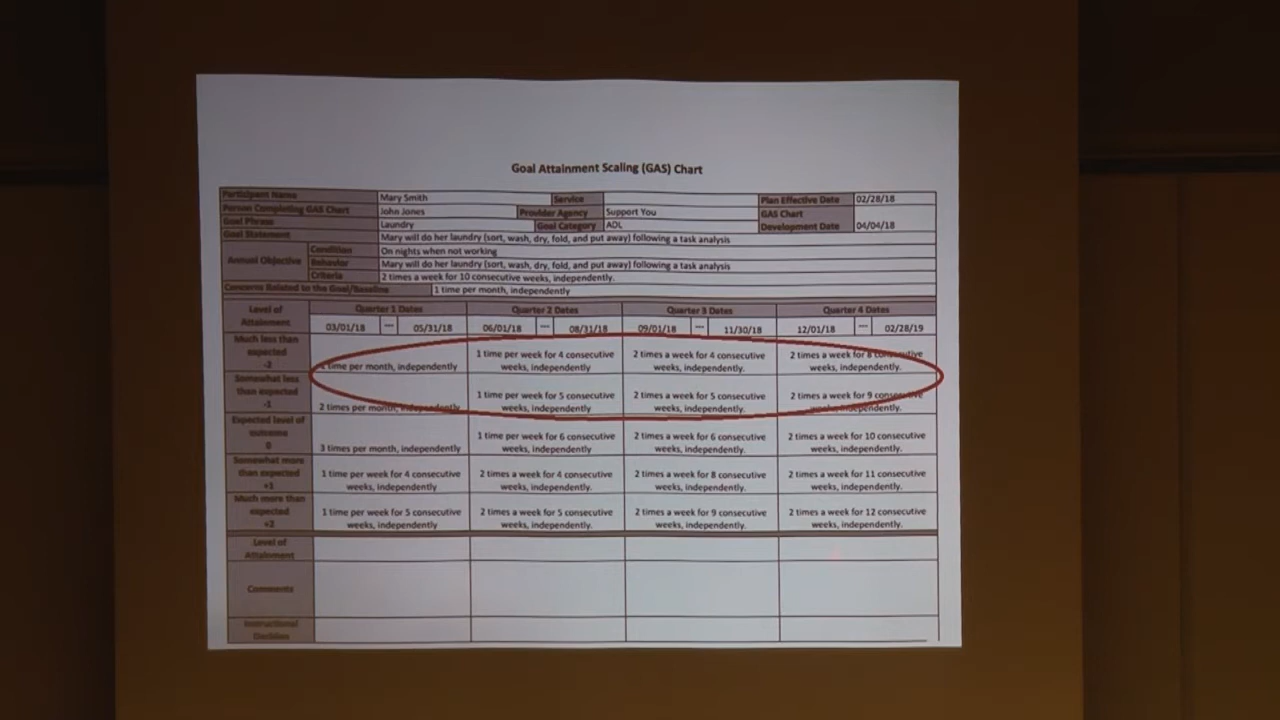 Goal Attainment Scaling (GAS) Chart
Participant Name Mary Smith Service Plan Effective Date 02/28/18
Person Completing GAS Chart John Jones Provider Agency Support You GAS Chart Development Date 04/04/18
Goal Phrase Laundry Goal Category ADL
Goal Statement Mary will do her laundry (sort, wash, dry, fold, and put away) following a task analysis
Annual Objective
Condition On nights when not working
Behavior Mary will do her laundry (sort, wash, dry, fold, and put away) following a task analysis
Criteria 2 times a week for 10 consecutive weeks, independently.
Concerns Related to the Goal/Baseline 1 time per month, independently
Level of Attainment Quarter 1 Dates Quarter 2 Dates Quarter 3 Dates Quarter 4 Dates
03/01/18 --- 05/31/18 06/01/18 --- 08/31/18 09/01/18 --- 11/30/18 12/01/18 --- 02/28/19
Much less than expected -2
1 time per month, independently
1 time per week for 4 consecutive weeks, independently
2 times a week for 4 consecutive weeks, independently.
2 times a week for 8 consecutive weeks, independently.
Somewhat less than expected -1
2 times per month, independently
1 time per week for 5 consecutive weeks, independently
2 times a week for 5 consecutive weeks, independently.
2 times a week for 9 consecutive weeks, independently.
Expected level of outcome 0
3 times per month, independently
1 time per week for 6 consecutive weeks, independently
2 times a week for 6 consecutive weeks, independently.
2 times a week for 10 consecutive weeks, independently.
Somewhat more than expected +1
1 time per week for 4 consecutive weeks, independently
2 times a week for 4 consecutive weeks, independently.
2 times a week for 8 consecutive weeks, independently.
2 times a week for 11 consecutive weeks, independently.
Much more than expected +2
1 time per week for 5 consecutive weeks, independently
2 times a week for 5 consecutive weeks, independently.
2 times a week for 9 consecutive weeks, independently.
2 times a week for 12 consecutive weeks, independently.
Level of Attainment
Comments
Instructional Decision